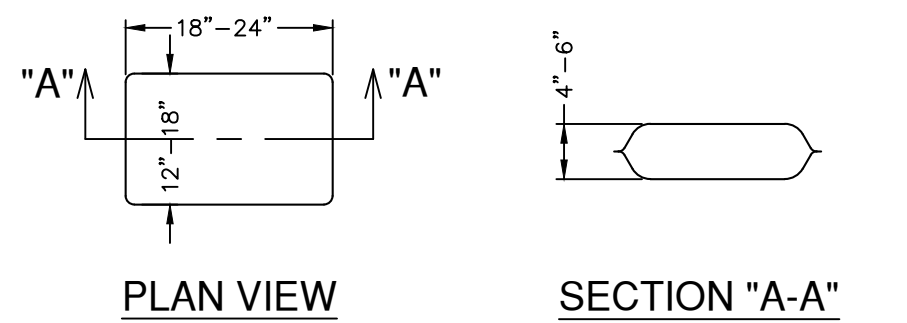 18”–24”
"A"
"A"
12”–18”
4”–6”
PLAN VIEW
SECTION "A-A"